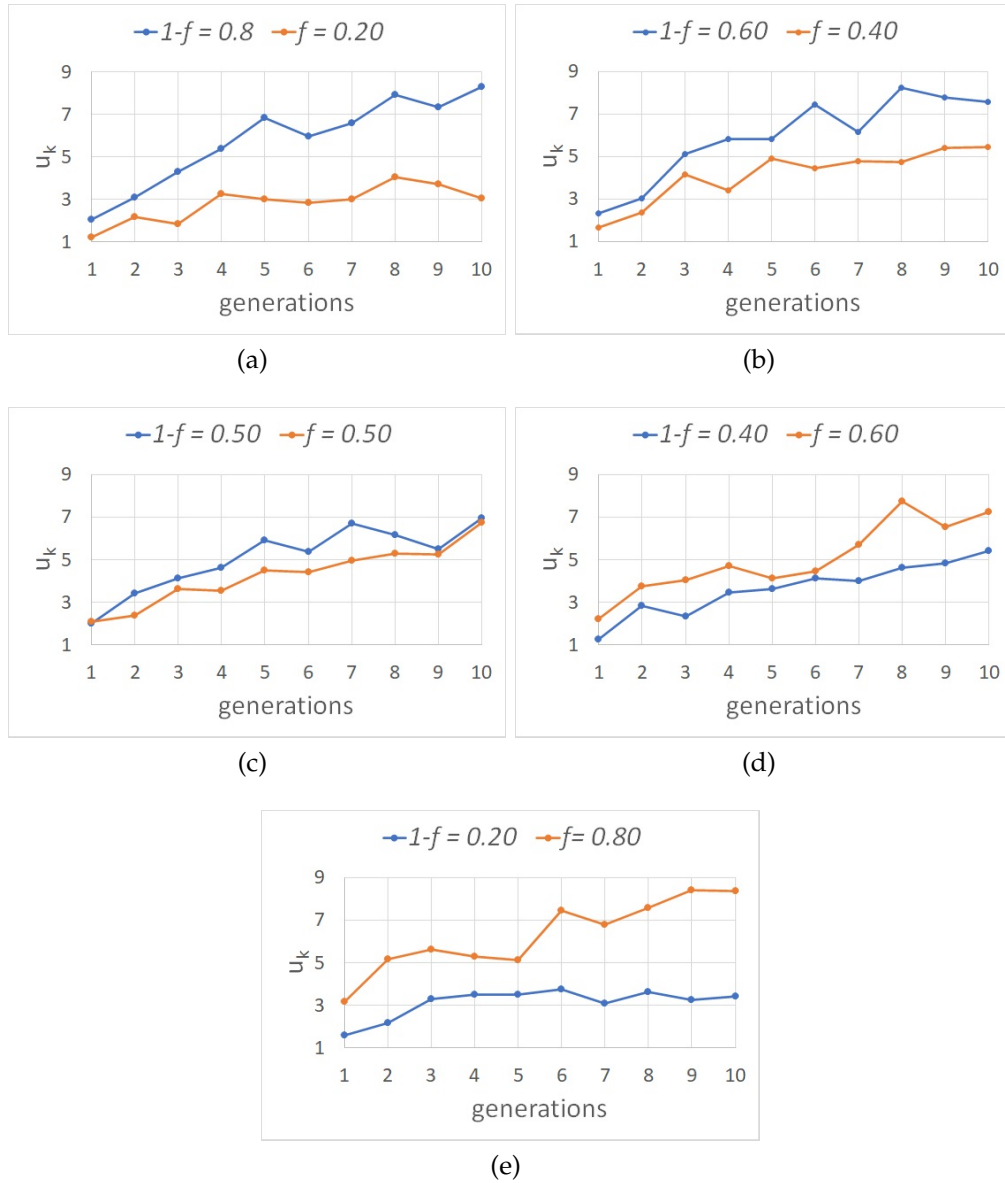 1-f = 0.8 f = 0.20
9
7
5
3
1
u_k
1 2 3 4 5 6 7 8 9 10
generations
(a)
1-f = 0.60 f = 0.40
9
7
5
3
1
u_k
1 2 3 4 5 6 7 8 9 10
generations
(b)
1-f = 0.50 f = 0.50
9
7
5
3
1
u_k
1 2 3 4 5 6 7 8 9 10
generations
(c)
1-f = 0.40 f = 0.60
9
7
5
3
1
u_k
1 2 3 4 5 6 7 8 9 10
generations
(d)
1-f = 0.20 f= 0.80
9
7
5
3
1
u_k
1 2 3 4 5 6 7 8 9 10
generations
(e)